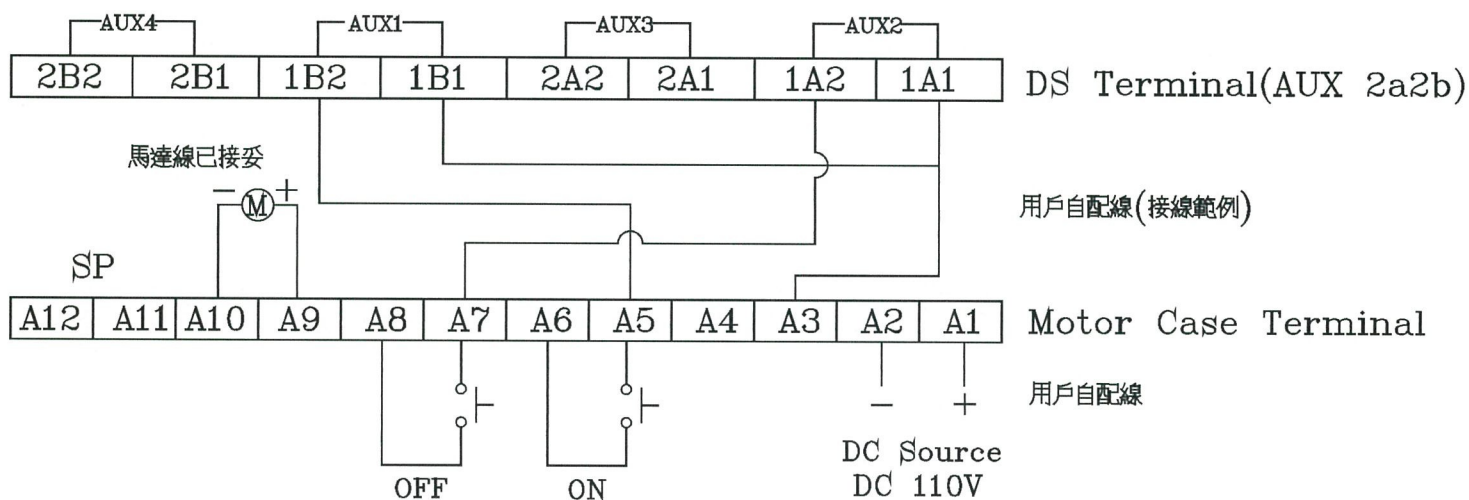 AUX4 AUX1 AUX3 AUX2
2B2 2B1 1B2 1B1 2A2 2A1 1A2 1A1 DS Terminal(AUX 2a2b)
馬達線已接妥
− M +
用戶自配線(接線範例)
SP
A12 A11 A10 A9 A8 A7 A6 A5 A4 A3 A2 A1 Motor Case Terminal
− + 用戶自配線
DC Source
OFF ON DC 110V